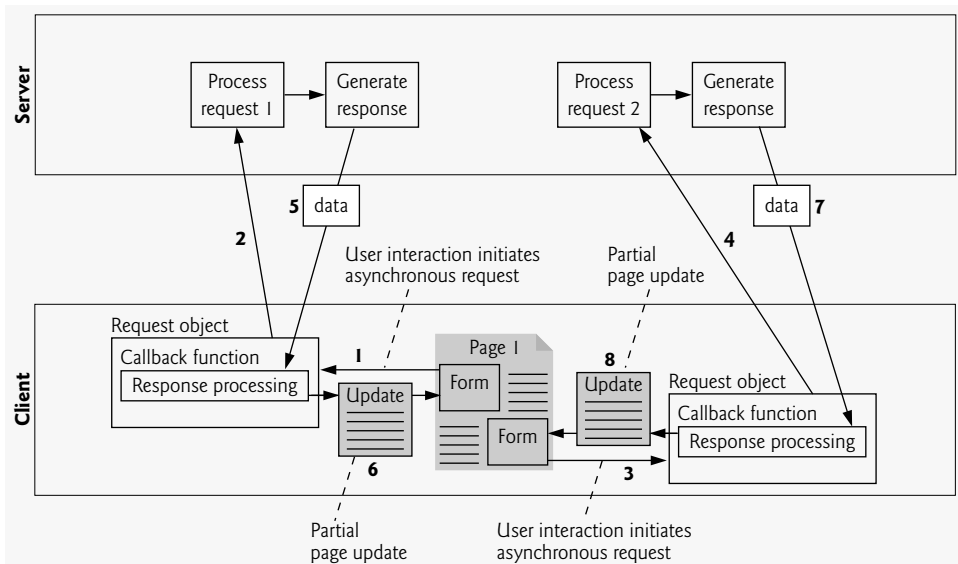 Server
Process
request 1
Generate
response
Process
request 2
Generate
response
5
data
data
7
2
4
User interaction initiates
asynchronous request
Partial
page update
Client
Request object
Callback function
Response processing
1
Update
6
Page 1
Form
Form
8
Update
3
Request object
Callback function
Response processing
Partial
page update
User interaction initiates
asynchronous request